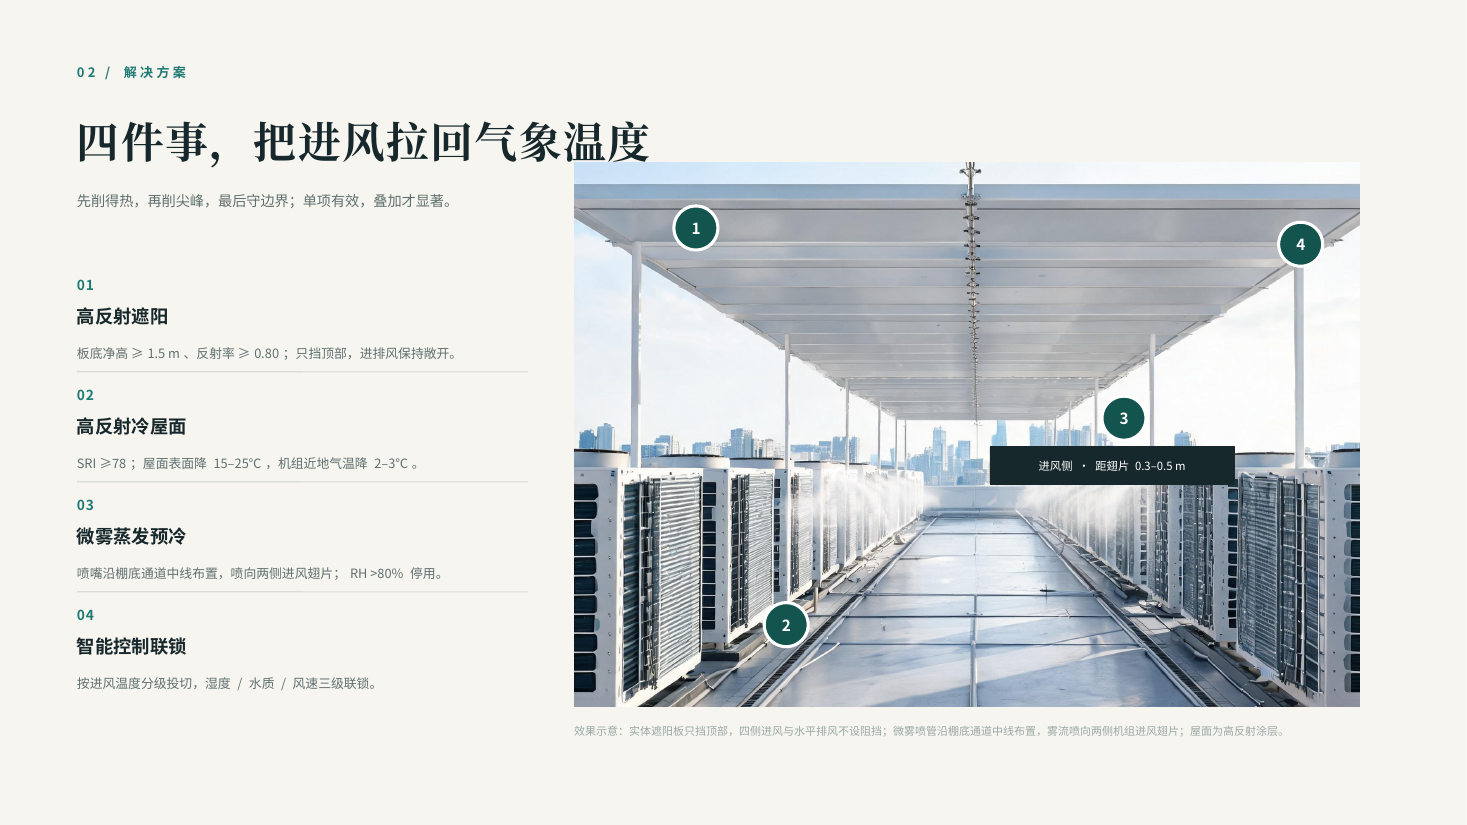 02 / 解决方案
四件事，把进风拉回气象温度
先削得热，再削尖峰，最后守边界；单项有效，叠加才显著。
01
高反射遮阳
板底净高 ≥ 1.5 m 、反射率 ≥ 0.80 ；只挡顶部，进排风保持敞开。
02
高反射冷屋面
SRI ≥78 ；屋面表面降 15–25℃ ，机组近地气温降 2–3℃ 。
03
微雾蒸发预冷
喷嘴沿棚底通道中线布置，喷向两侧进风翅片； RH >80% 停用。
04
智能控制联锁
按进风温度分级投切，湿度 / 水质 / 风速三级联锁。
1
4
3
进风侧 · 距翅片 0.3–0.5 m
2
效果示意：实体遮阳板只挡顶部，四侧进风与水平排风不设阻挡；微雾喷管沿棚底通道中线布置，雾流喷向两侧机组进风翅片；屋面为高反射涂层。